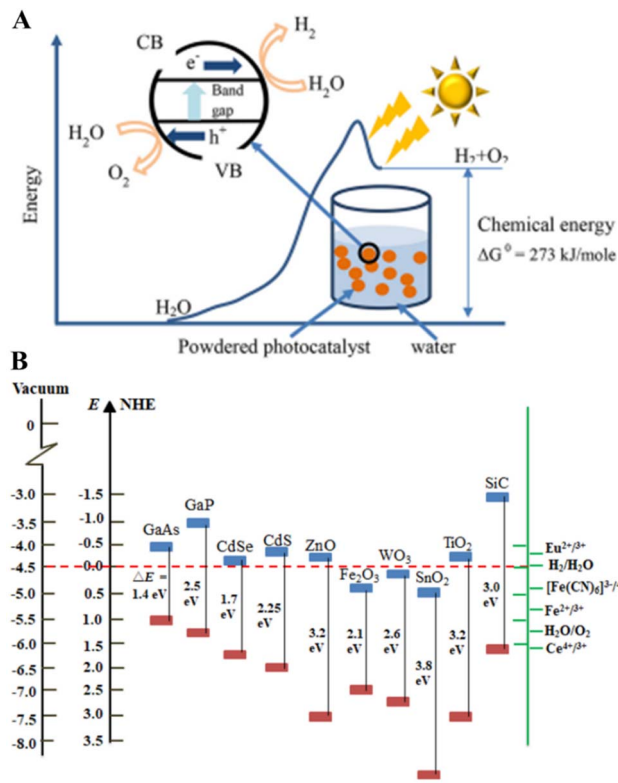 A
CB
H₂
e⁻
H₂O
Band
gap
H₂O
h⁺
O₂
VB
H₂+O₂
Energy
Chemical energy
ΔG⁰ = 273 kJ/mole
H₂O
Powdered photocatalyst
water
B
Vacuum
E NHE
0
SiC
-3.0 -1.5
GaP
-3.5 -1.0
GaAs CdSe CdS ZnO TiO₂
-4.0 -0.5
Fe₂O₃ WO₃ SnO₂
-4.5 0.0
ΔE =
1.4 eV
2.5
eV
1.7
eV
2.25
eV
3.2
eV
2.1
eV
2.6
eV
3.8
eV
3.2
eV
3.0
eV
-5.0 0.5
-5.5 1.0
-6.0 1.5
-6.5 2.0
-7.0 2.5
-7.5 3.0
-8.0 3.5
Eu²⁺/³⁺
H₂/H₂O
[Fe(CN)₆]³⁻/⁴
Fe²⁺/³⁺
H₂O/O₂
Ce⁴⁺/³⁺